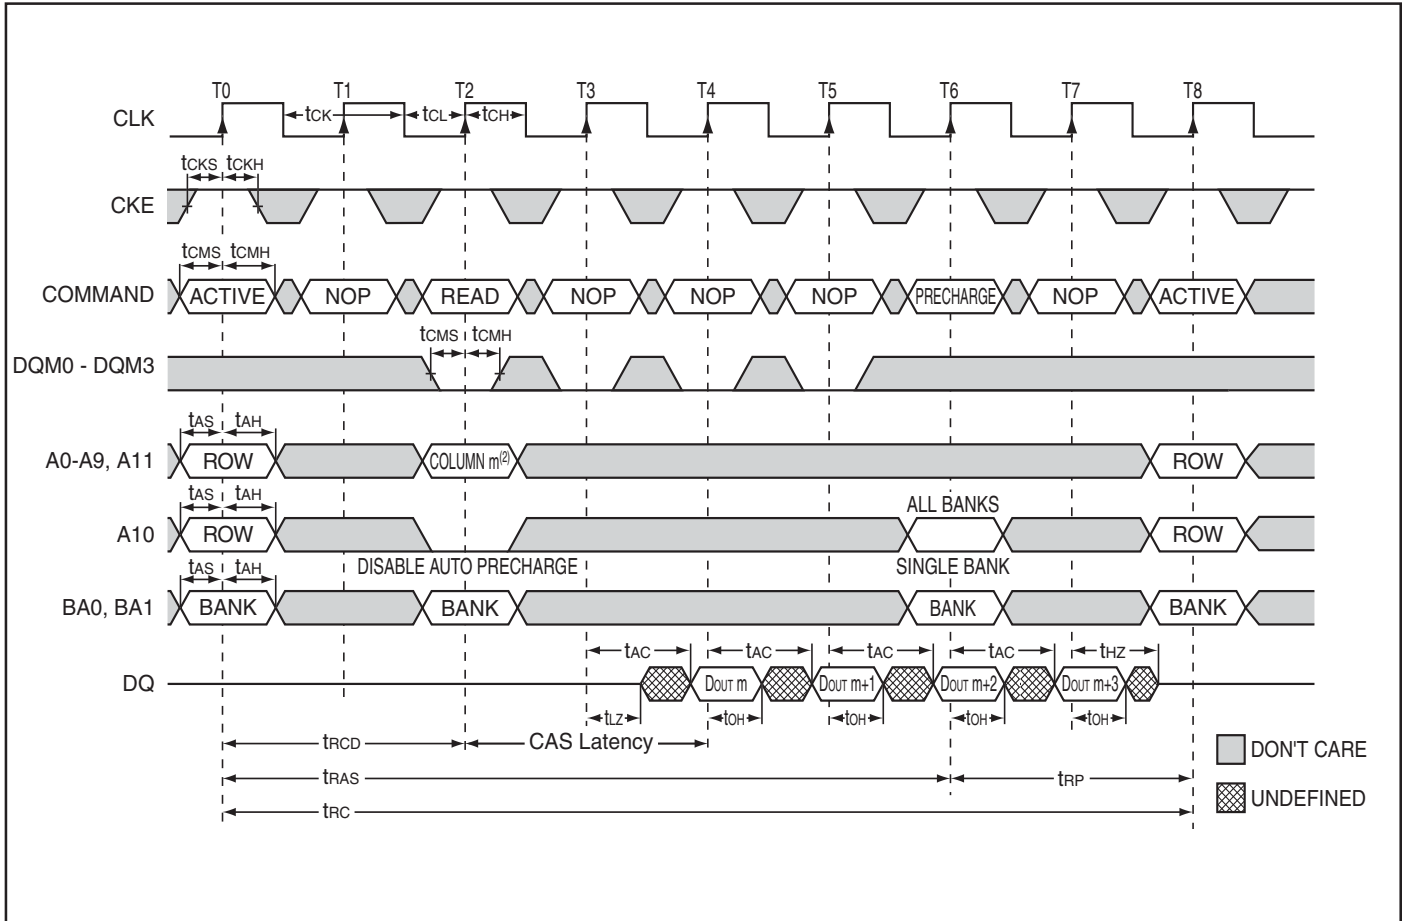 T0 T1 T2 T3 T4 T5 T6 T7 T8
CLK tCK tCL tCH
tCKS tCKH
CKE
tCMS tCMH
COMMAND ACTIVE NOP READ NOP NOP NOP PRECHARGE NOP ACTIVE
tCMS tCMH
DQM0 - DQM3
tAS tAH
A0-A9, A11 ROW COLUMN m(2) ROW
tAS tAH ALL BANKS
A10 ROW ROW
tAS tAH DISABLE AUTO PRECHARGE SINGLE BANK
BA0, BA1 BANK BANK BANK BANK
tAC tAC tAC tAC tHZ
DQ DOUT m DOUT m+1 DOUT m+2 DOUT m+3
tLZ tOH tOH tOH tOH
tRCD CAS Latency
DON'T CARE
tRAS tRP
UNDEFINED
tRC